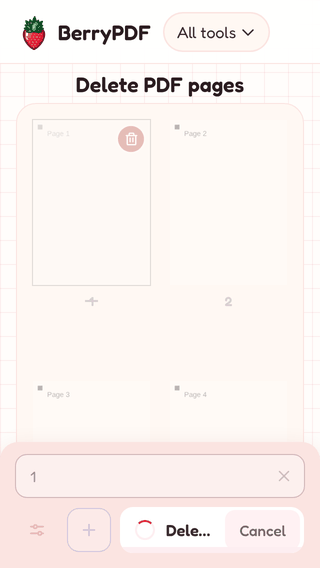 BerryPDF All tools
Delete PDF pages
Page 1 Page 2
1 2
Page 3 Page 4
1
Dele... Cancel